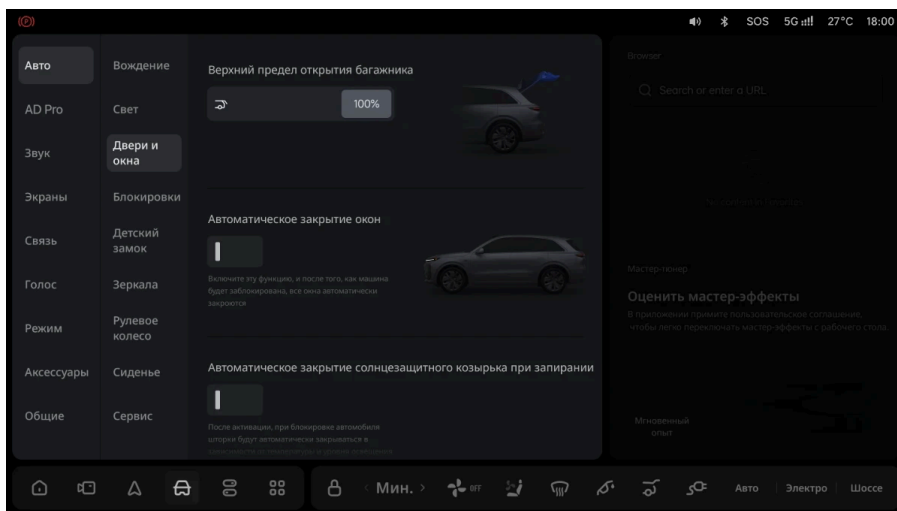 (P)
SOS 5G 27°C 18:00
Авто
AD Pro
Звук
Экраны
Связь
Голос
Режим
Аксессуары
Общие
Вождение
Свет
Двери и
окна
Блокировки
Детский
замок
Зеркала
Рулевое
колесо
Сиденье
Сервис
Верхний предел открытия багажника
100%
Автоматическое закрытие окон
Включите эту функцию, и после того, как машина
будет заблокирована, все окна автоматически
закроются
Автоматическое закрытие солнцезащитного козырька при запирании
После активации, при блокировке автомобиля
шторки будут автоматически закрываться в
Browser
Search or enter a URL
Мастер-тюнер
Оценить мастер-эффекты
В приложении примите пользовательское соглашение,
чтобы легко переключать мастер-эффекты с рабочего стола
Мгновенный
опыт
< Мин. > OFF Авто Электро Шоссе